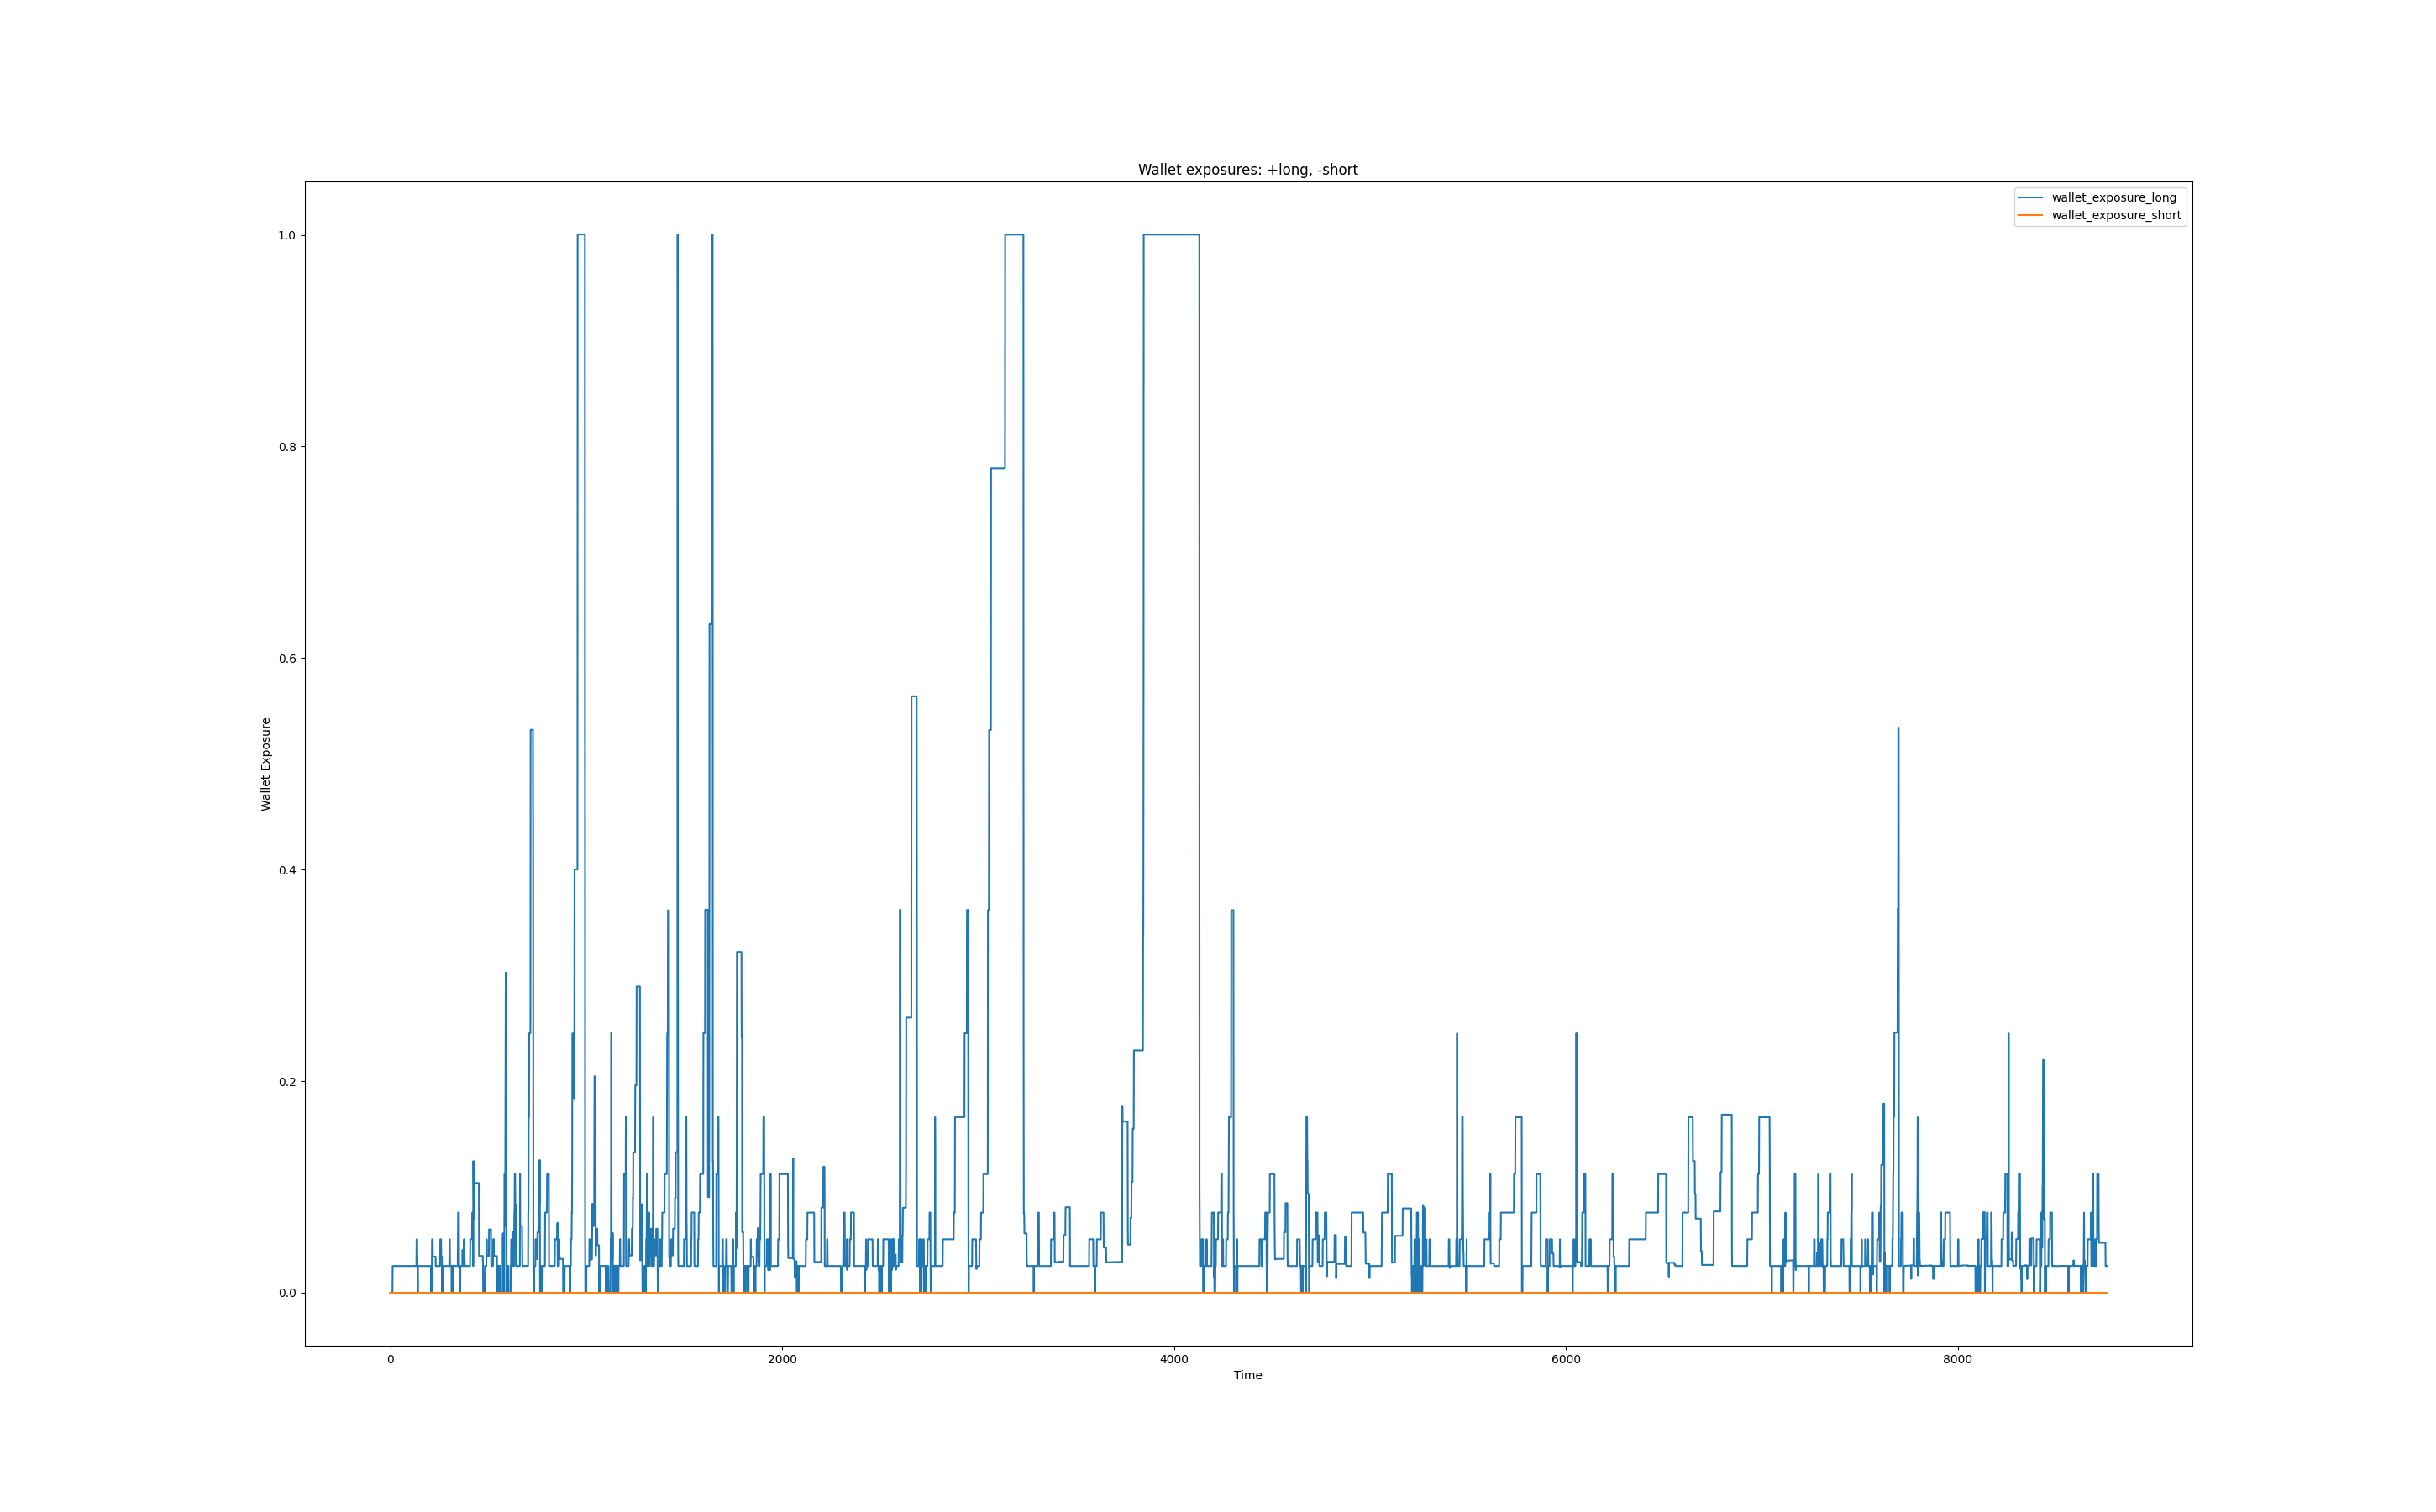 Wallet exposures: +long, -short
wallet_exposure_long
wallet_exposure_short
1.0
0.8
0.6
0.4
0.2
0.0
Wallet Exposure
0 2000 4000 6000 8000
Time